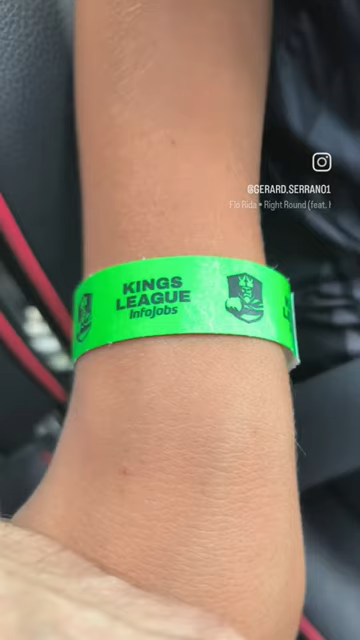 @GERARD.SERRANO1
Flo Rida • Right Round (feat.
KINGS
LEAGUE
InfoJobs